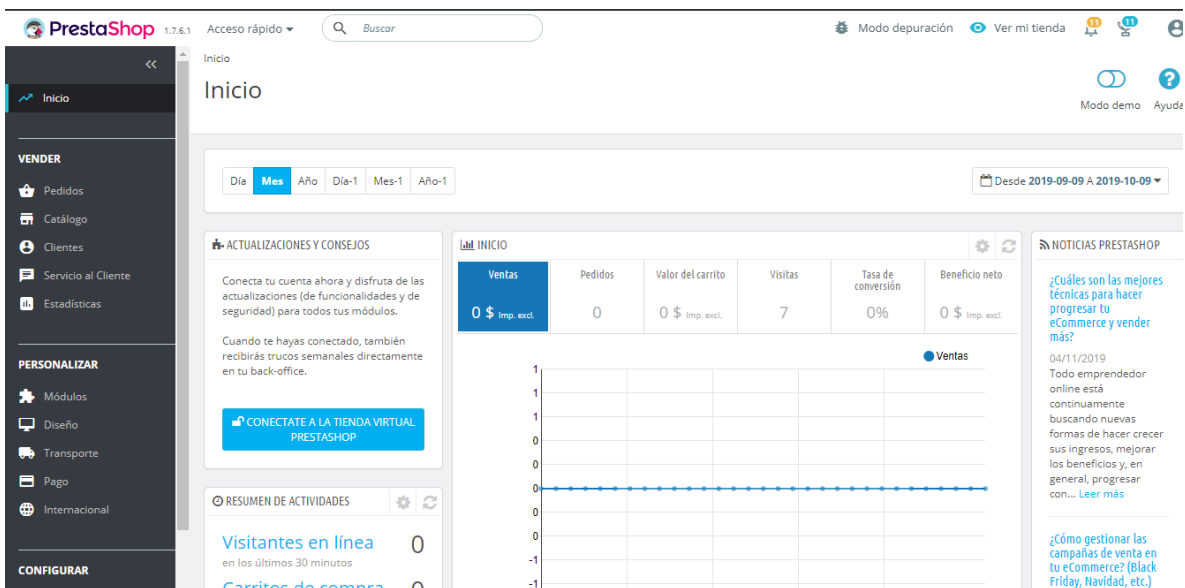 PrestaShop 1.7.6.1 Acceso rápido Buscar Modo depuración Ver mi tienda 11 11
Inicio
Inicio
Modo demo Ayuda
Inicio
VENDER
Pedidos
Catálogo
Clientes
Servicio al Cliente
Estadísticas
PERSONALIZAR
Módulos
Diseño
Transporte
Pago
Internacional
CONFIGURAR
Día Mes Año Día-1 Mes-1 Año-1
Desde 2019-09-09 A 2019-10-09
ACTUALIZACIONES Y CONSEJOS
Conecta tu cuenta ahora y disfruta de las
actualizaciones (de funcionalidades y de
seguridad) para todos tus módulos.
Cuando te hayas conectado, también
recibirás trucos semanales directamente
en tu back-office.
CONECTATE A LA TIENDA VIRTUAL
PRESTASHOP
RESUMEN DE ACTIVIDADES
Visitantes en línea 0
en los últimos 30 minutos
Carritos de compra 0
INICIO
Ventas
0 $ Imp. excl.
Pedidos
0
Valor del carrito
0 $ Imp. excl.
Visitas
7
Tasa de
conversión
0%
Beneficio neto
0 $ Imp. excl.
Ventas
1
1
1
0
0
0
0
0
-1
-1
NOTICIAS PRESTASHOP
¿Cuáles son las mejores
técnicas para hacer
progresar tu
eCommerce y vender
más?
04/11/2019
Todo emprendedor
online está
continuamente
buscando nuevas
formas de hacer crecer
sus ingresos, mejorar
los beneficios y, en
general, progresar
con... Leer más
¿Cómo gestionar las
campañas de venta en
tu eCommerce? (Black
Friday, Navidad, etc.)